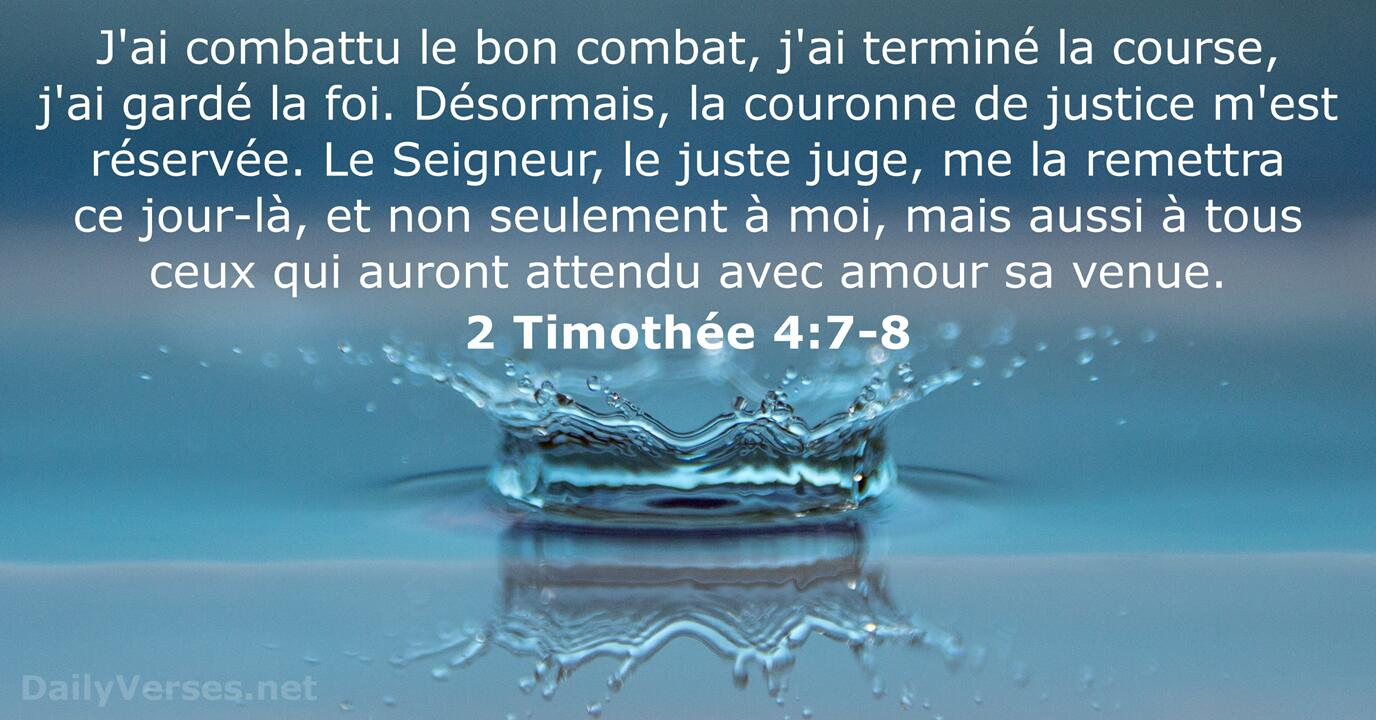 J'ai combattu le bon combat, j'ai terminé la course,
j'ai gardé la foi. Désormais, la couronne de justice m'est
réservée. Le Seigneur, le juste juge, me la remettra
ce jour-là, et non seulement à moi, mais aussi à tous
ceux qui auront attendu avec amour sa venue.
2 Timothée 4:7-8
DailyVerses.net